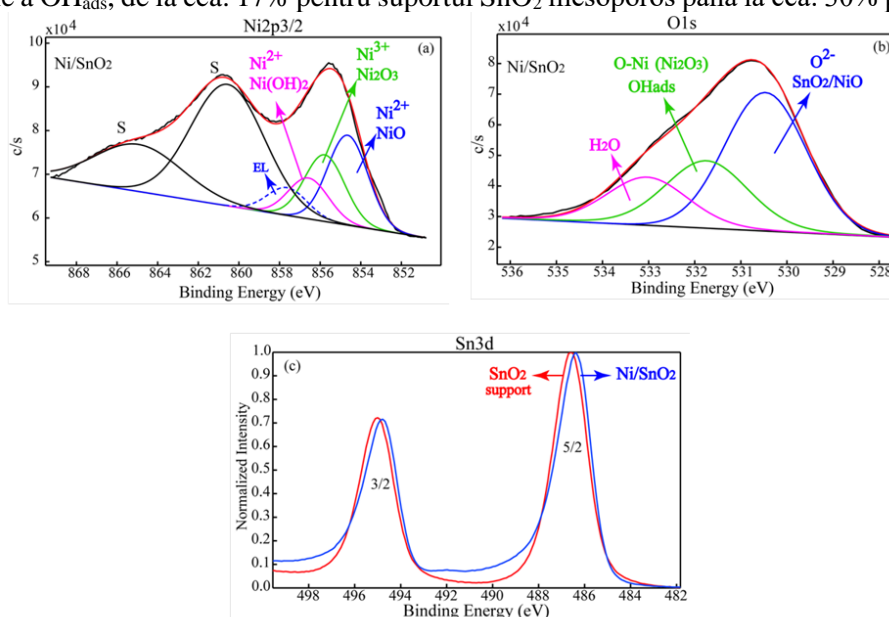 OHads, de la cca. 17% pentru suportul SnO2 mezoporos până la cca. 30%
Ni2p3/2
x10⁴
(a)
Ni/SnO2
S
S
Ni2+
Ni(OH)2
Ni3+
Ni2O3
Ni2+
NiO
EL
c/s
10
9
8
7
6
5
868 866 864 862 860 858 856 854 852
Binding Energy (eV)
O1s
x10⁴
(b)
Ni/SnO2
O-Ni (Ni2O3)
OHads
O2-
SnO2/NiO
H2O
c/s
8
7
6
5
4
3
2
536 535 534 533 532 531 530 529 528
Binding Energy (eV)
Sn3d
(c)
SnO2
support
Ni/SnO2
3/2
5/2
Normalized Intensity
1.0
0.9
0.8
0.7
0.6
0.5
0.4
0.3
0.2
0.1
0.0
498 496 494 492 490 488 486 484 482
Binding Energy (eV)